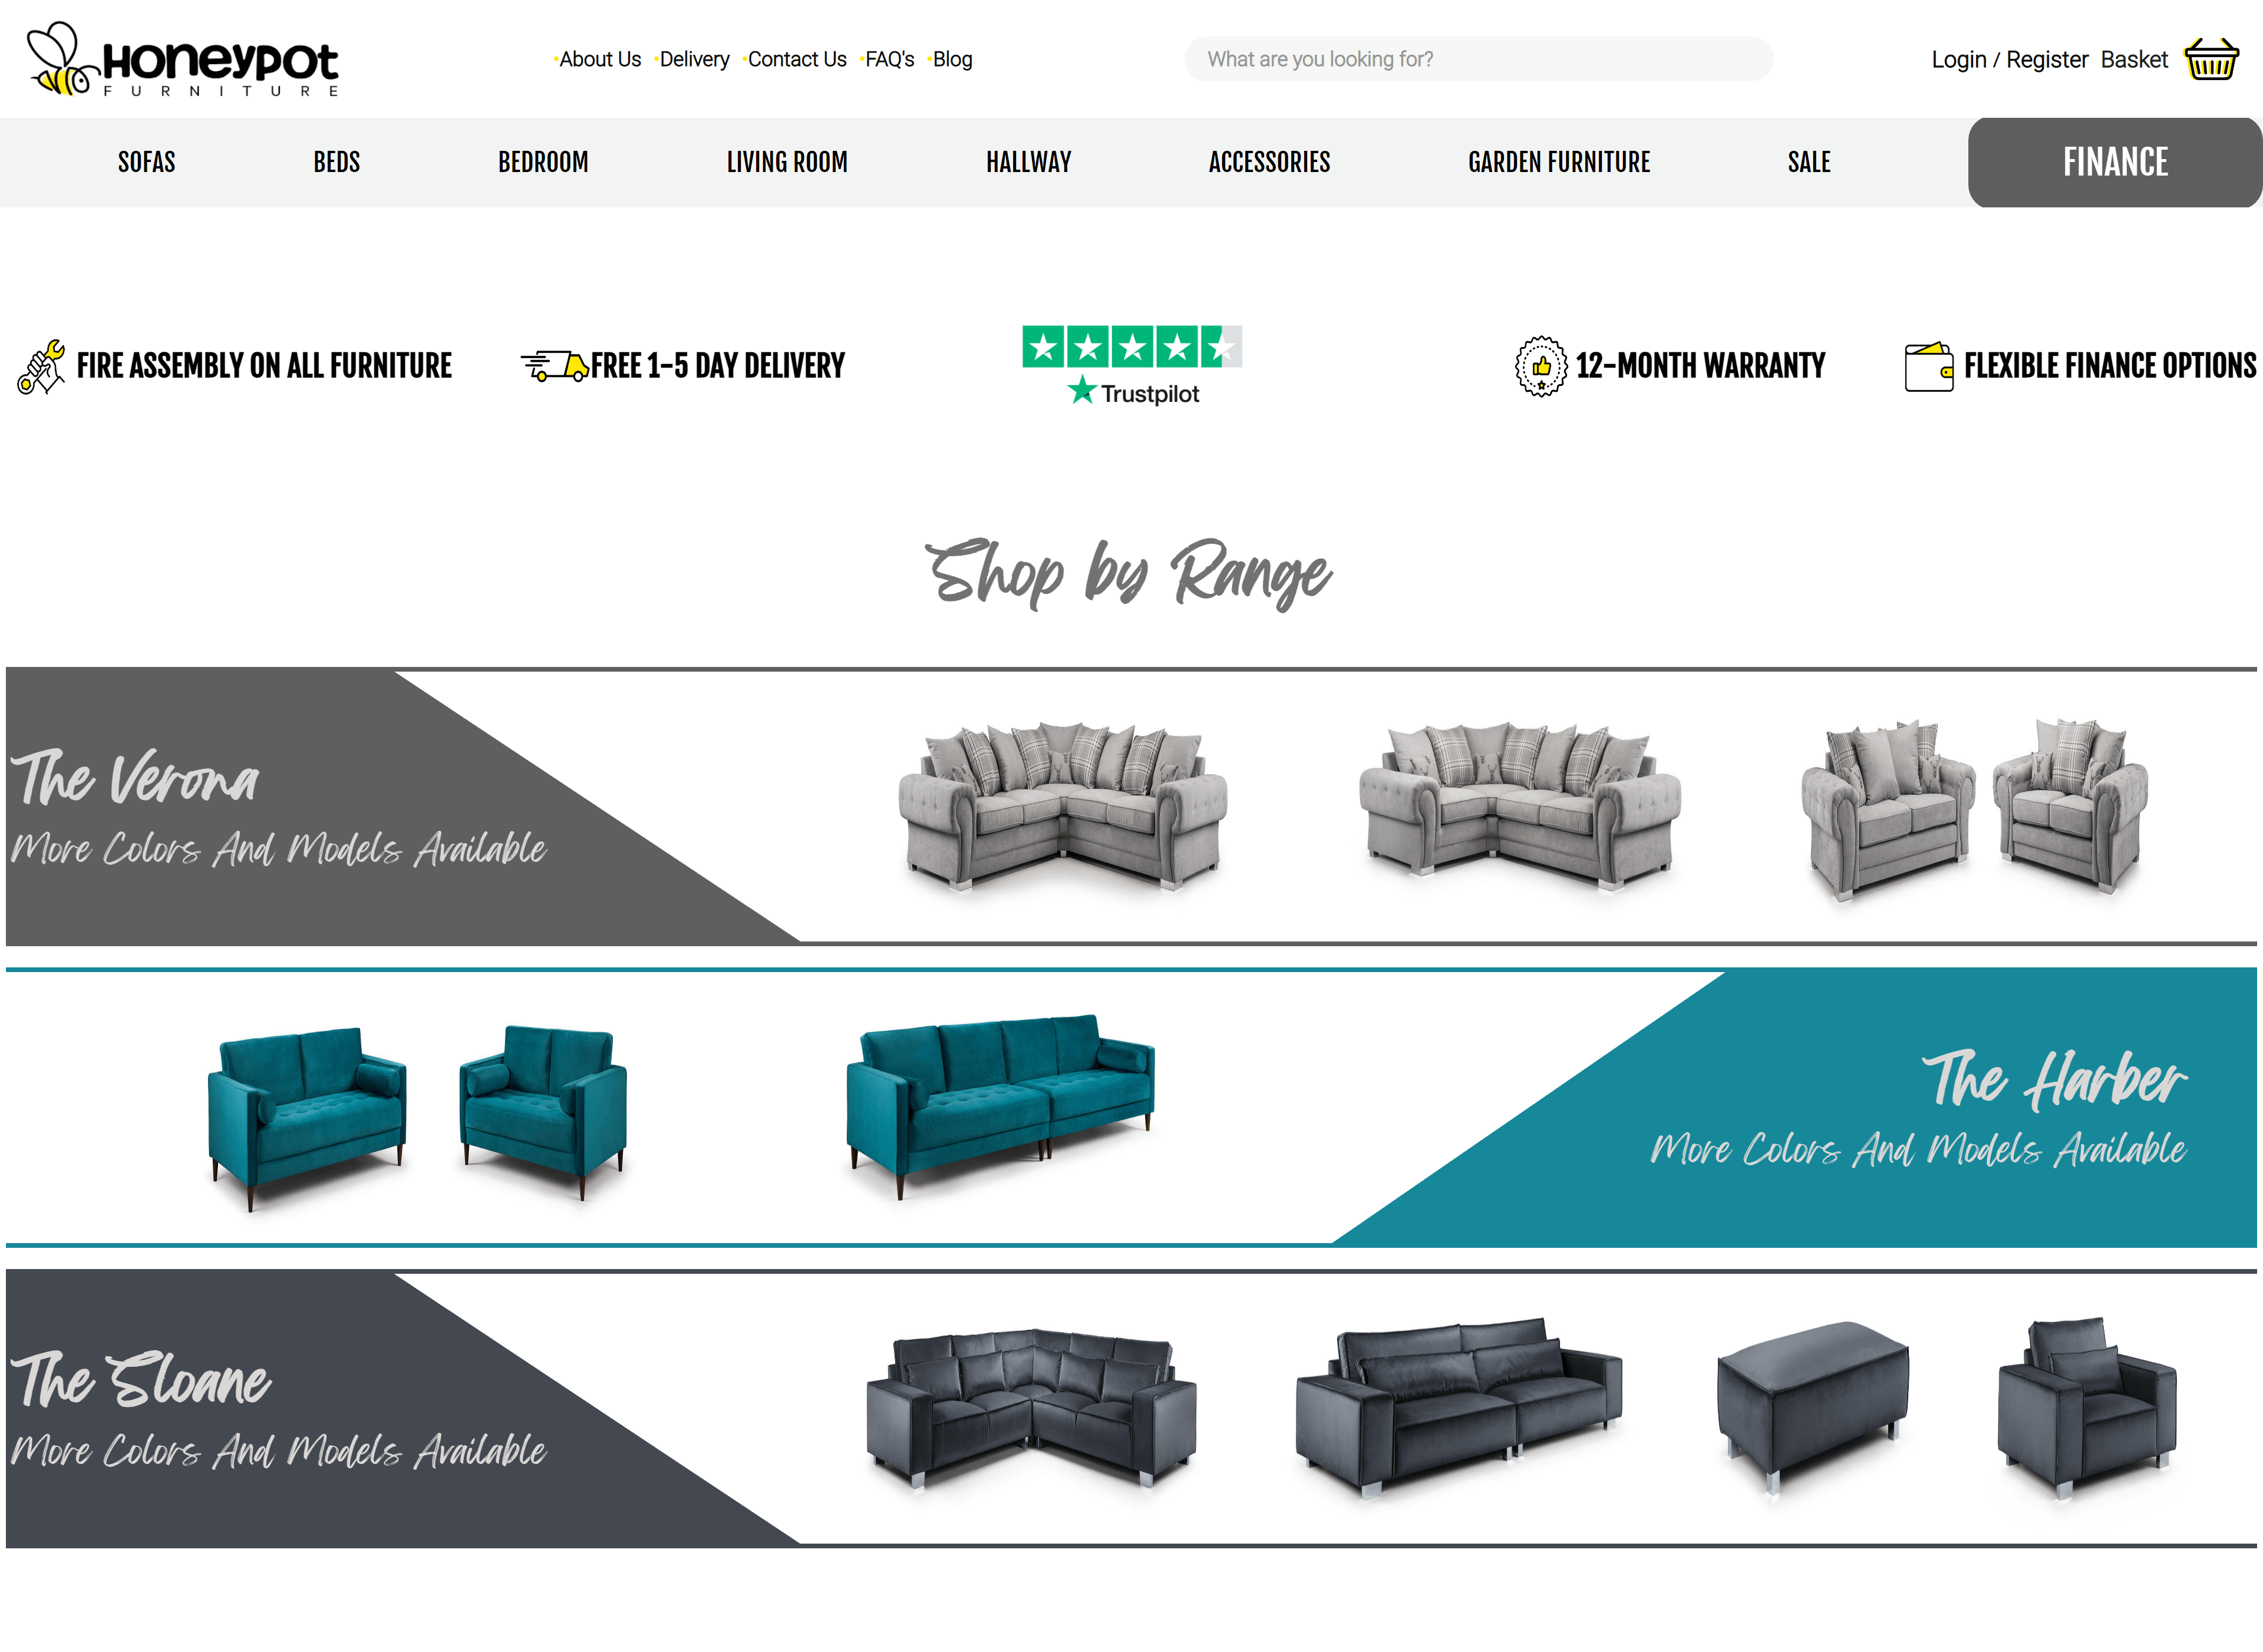 HONEYPOT
FURNITURE
•About Us •Delivery •Contact Us •FAQ's •Blog
What are you looking for?
Login / Register Basket
SOFAS BEDS BEDROOM LIVING ROOM HALLWAY ACCESSORIES GARDEN FURNITURE SALE FINANCE
FIRE ASSEMBLY ON ALL FURNITURE
FREE 1-5 DAY DELIVERY
Trustpilot
12-MONTH WARRANTY
FLEXIBLE FINANCE OPTIONS
Shop by Range
The Verona
More Colors And Models Available
The Harber
More Colors And Models Available
The Sloane
More Colors And Models Available